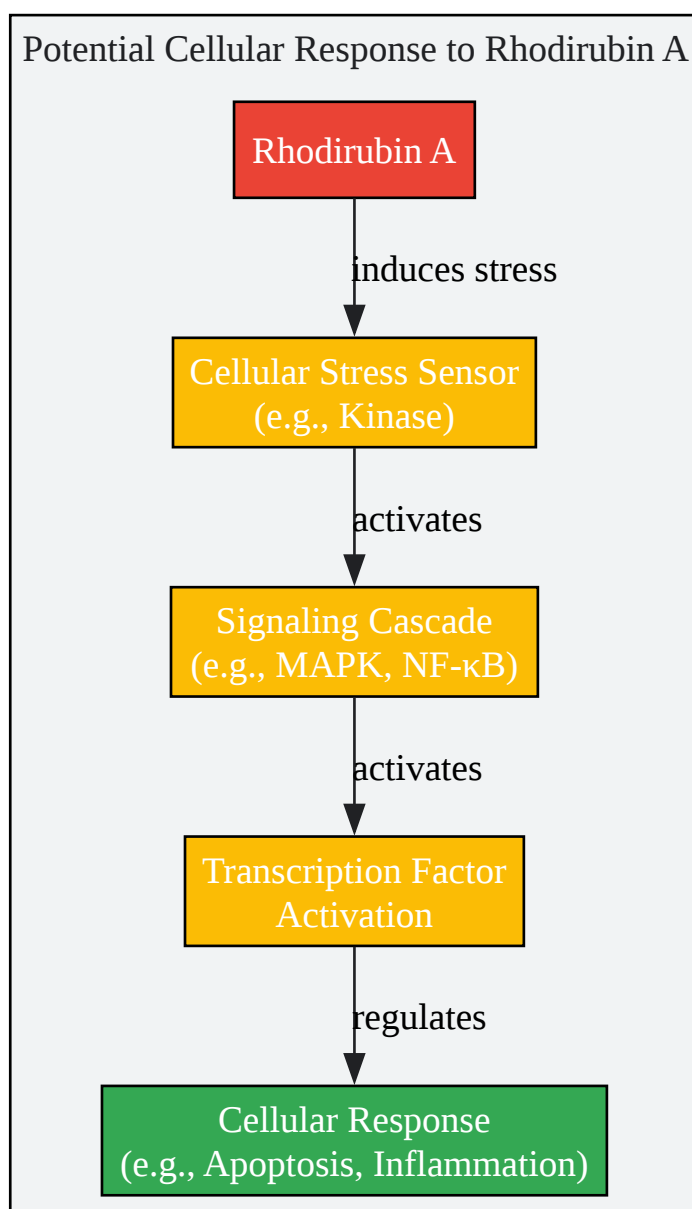 Potential Cellular Response to Rhodirubin A
Rhodirubin A
induces stress
Cellular Stress Sensor
(e.g., Kinase)
activates
Signaling Cascade
(e.g., MAPK, NF-κB)
activates
Transcription Factor
Activation
regulates
Cellular Response
(e.g., Apoptosis, Inflammation)